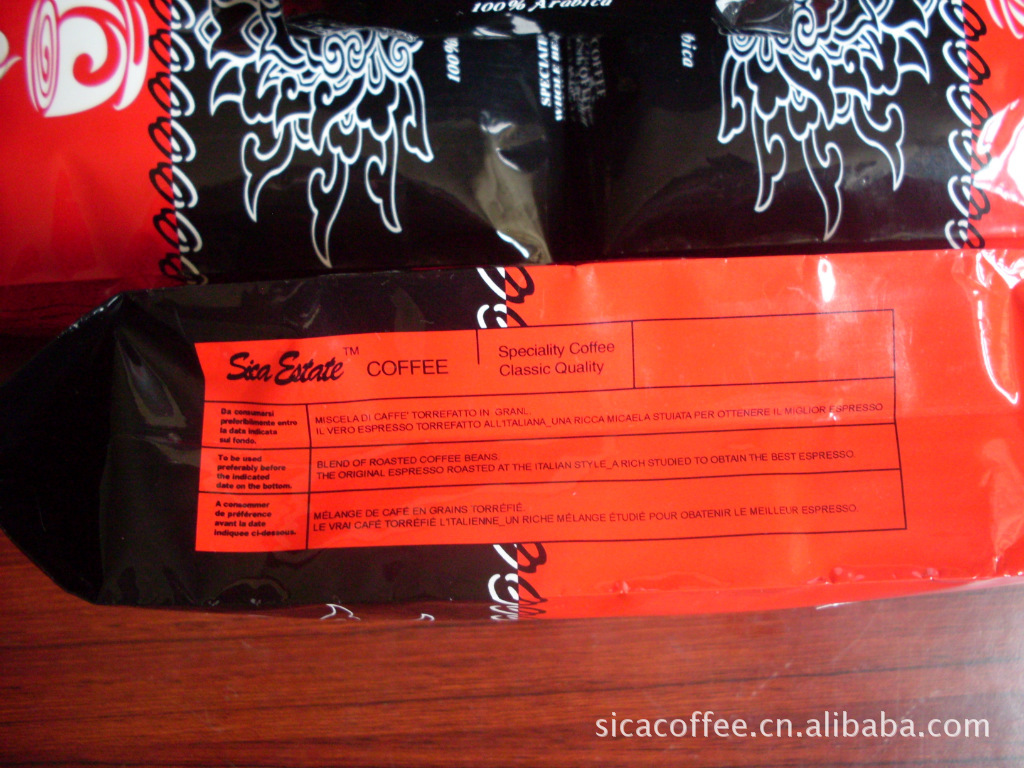 100% Arabica
100%
SPECIALTY
bica
Sica Estate™ COFFEE
Speciality Coffee
Classic Quality
Da consumarsi
preferibilmente entro
la data indicata
sul fondo.
MISCELA DI CAFFE' TORREFATTO IN GRANI.
IL VERO ESPRESSO TORREFATTO ALL'ITALIANA_UNA RICCA MICAELA STUIATA PER OTTENERE IL MIGLIOR ESPRESSO
To be used
preferably before
the indicated
date on the bottom.
BLEND OF ROASTED COFFEE BEANS.
THE ORIGINAL ESPRESSO ROASTED AT THE ITALIAN STYLE_A RICH STUDIED TO OBTAIN THE BEST ESPRESSO.
A consommer
de préférence
avant la date
indiquee ci-dessous.
MÉLANGE DE CAFÉ EN GRAINS TORRÉFIÉ.
LE VRAI CAFÉ TORRÉFIÉ L'ITALIENNE_UN RICHE MÉLANGE ÉTUDIÉ POUR OBATENIR LE MEILLEUR ESPRESSO.
sicacoffee.cn.alibaba.com